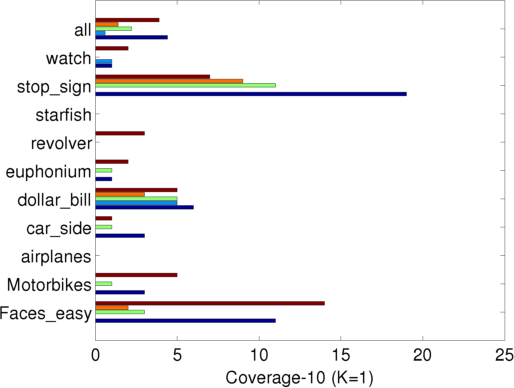 all
watch
stop_sign
starfish
revolver
euphonium
dollar_bill
car_side
airplanes
Motorbikes
Faces_easy
0 5 10 15 20 25
Coverage-10 (K=1)